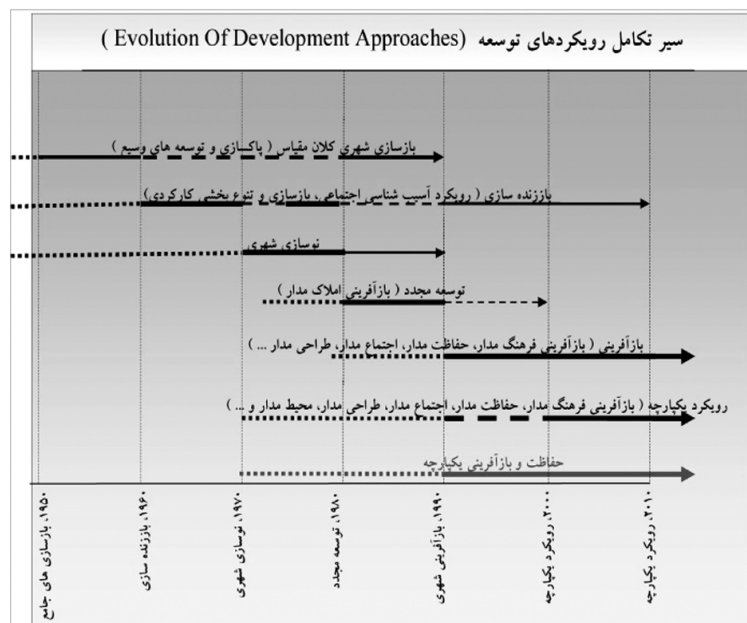 سیر تکامل رویکردهای توسعه (Evolution Of Development Approaches )
بازسازی شهری کلان مقیاس ( پاکسازی و توسعه های وسیع )
باززنده سازی ( رویکرد آسیب شناسی اجتماعی، بازسازی و تنوع بخشی کارکردی)
نوسازی شهری
توسعه مجدد ( بازآفرینی املاک مدار )
بازآفرینی ( بازآفرینی فرهنگ مدار، حفاظت مدار، اجتماع مدار، طراحی مدار ... )
رویکرد یکپارچه ( بازآفرینی فرهنگ مدار، حفاظت مدار، اجتماع مدار، طراحی مدار، محیط مدار و ... )
حفاظت و بازآفرینی یکپارچه
۱۹۵۰، بازسازی های جامع
۱۹۶۰، باززنده سازی
۱۹۷۰، نوسازی شهری
۱۹۸۰، توسعه مجدد
۱۹۹۰، بازآفرینی شهری
۲۰۰۰، رویکرد یکپارچه
۲۰۱۰، رویکرد یکپارچه